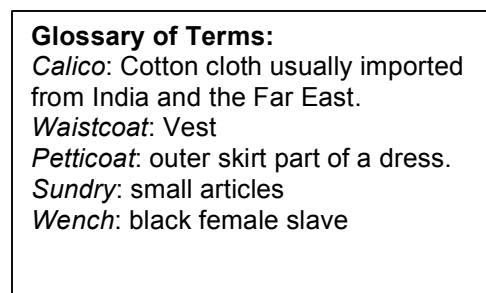 Glossary of Terms:
Calico: Cotton cloth usually imported
from India and the Far East.
Waistcoat: Vest
Petticoat: outer skirt part of a dress.
Sundry: small articles
Wench: black female slave